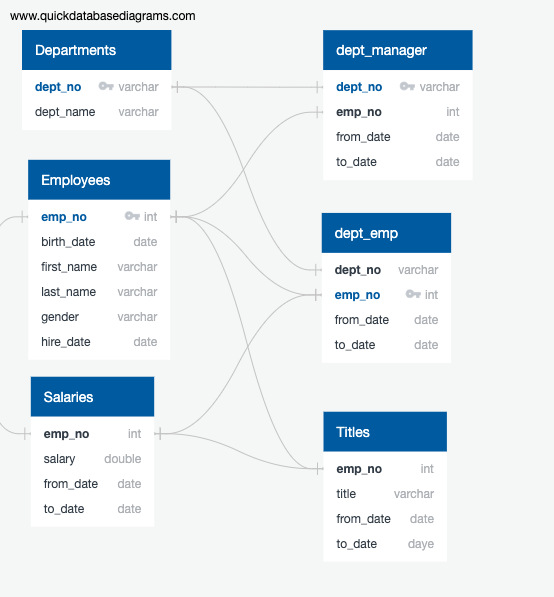 www.quickdatabasediagrams.com
Departments
dept_no varchar
dept_name varchar
dept_manager
dept_no varchar
emp_no int
from_date date
to_date date
Employees
emp_no int
birth_date date
first_name varchar
last_name varchar
gender varchar
hire_date date
dept_emp
dept_no varchar
emp_no int
from_date date
to_date date
Salaries
emp_no int
salary double
from_date date
to_date date
Titles
emp_no int
title varchar
from_date date
to_date daye